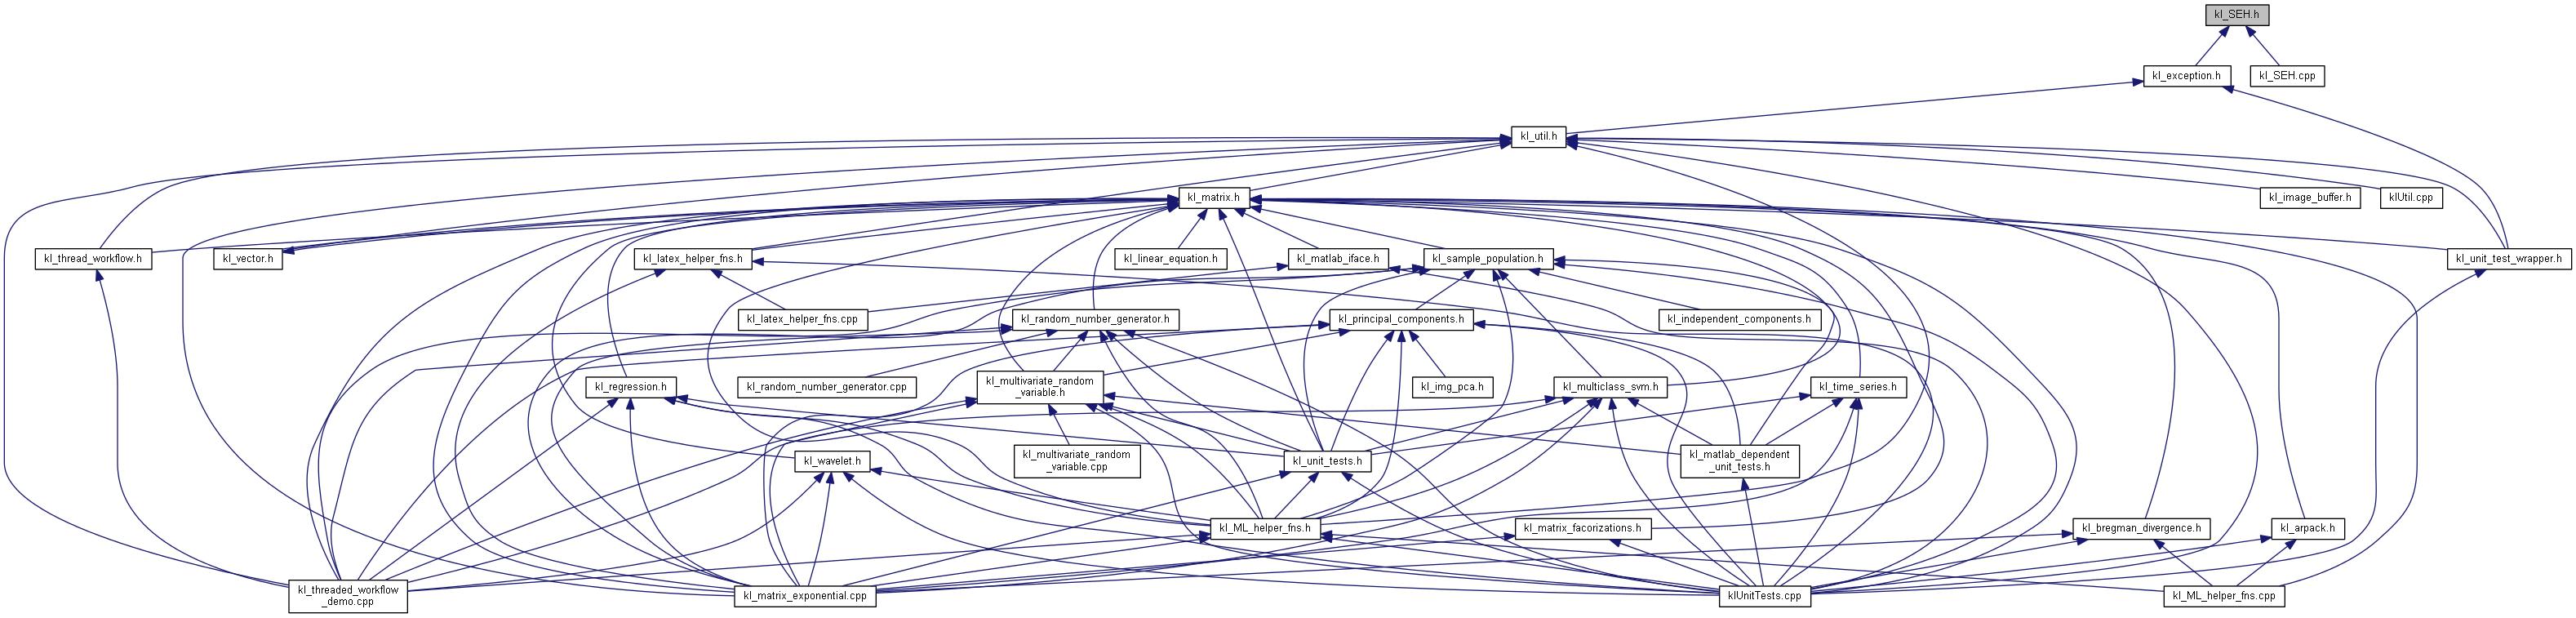 kl_SEH.h
kl_exception.h
kl_SEH.cpp
kl_util.h
kl_matrix.h
kl_image_buffer.h
klUtil.cpp
kl_thread_workflow.h
kl_vector.h
kl_latex_helper_fns.h
kl_linear_equation.h
kl_matlab_iface.h
kl_sample_population.h
kl_unit_test_wrapper.h
kl_latex_helper_fns.cpp
kl_random_number_generator.h
kl_principal_components.h
kl_independent_components.h
kl_regression.h
kl_random_number_generator.cpp
kl_multivariate_random
_variable.h
kl_img_pca.h
kl_multiclass_svm.h
kl_time_series.h
kl_wavelet.h
kl_multivariate_random
_variable.cpp
kl_unit_tests.h
kl_matlab_dependent
_unit_tests.h
kl_ML_helper_fns.h
kl_matrix_facorizations.h
kl_bregman_divergence.h
kl_arpack.h
kl_threaded_workflow
_demo.cpp
kl_matrix_exponential.cpp
klUnitTests.cpp
kl_ML_helper_fns.cpp